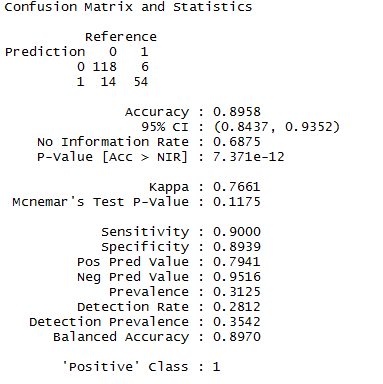 Confusion Matrix and Statistics
Reference
Prediction 0 1
0 118 6
1 14 54
Accuracy : 0.8958
95% CI : (0.8437, 0.9352)
No Information Rate : 0.6875
P-Value [Acc > NIR] : 7.371e-12
Kappa : 0.7661
Mcnemar's Test P-Value : 0.1175
Sensitivity : 0.9000
Specificity : 0.8939
Pos Pred Value : 0.7941
Neg Pred Value : 0.9516
Prevalence : 0.3125
Detection Rate : 0.2812
Detection Prevalence : 0.3542
Balanced Accuracy : 0.8970
'Positive' Class : 1